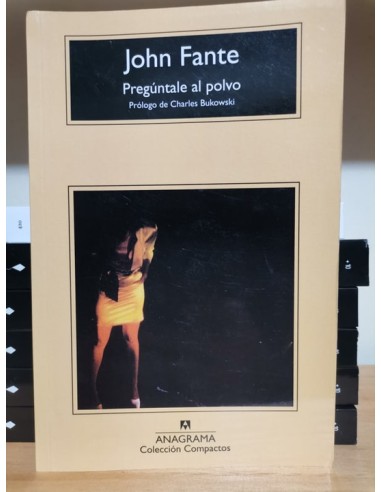 John Fante
Pregúntale al polvo
Prólogo de Charles Bukowski
ANAGRAMA
Colección Compactos